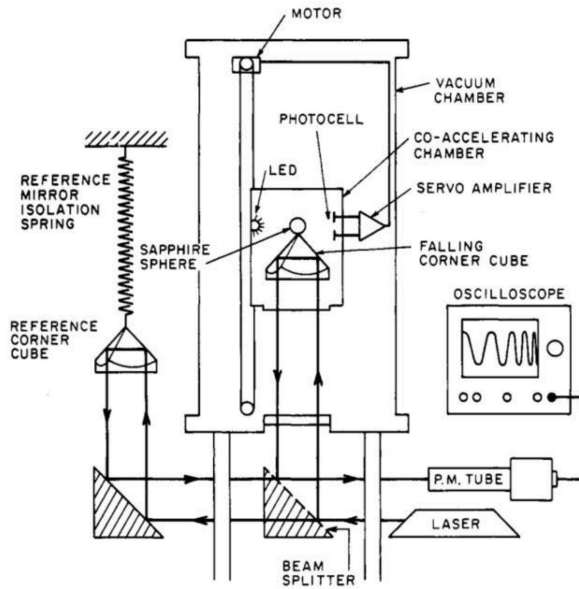 MOTOR
VACUUM
CHAMBER
PHOTOCELL
CO-ACCELERATING
CHAMBER
REFERENCE
MIRROR
ISOLATION
SPRING
LED
SERVO AMPLIFIER
SAPPHIRE
SPHERE
FALLING
CORNER CUBE
OSCILLOSCOPE
REFERENCE
CORNER
CUBE
P.M. TUBE
LASER
BEAM
SPLITTER